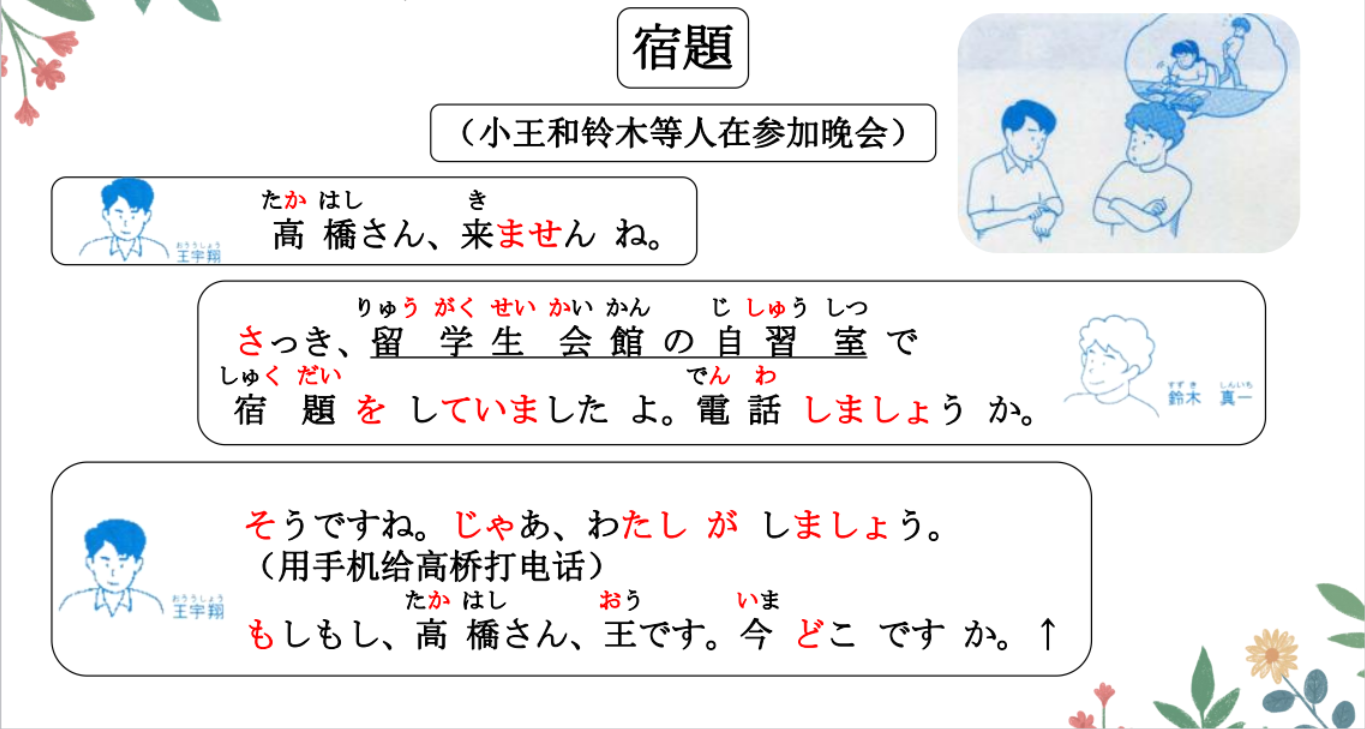 宿題
（小王和铃木等人在参加晚会）
たか はし き
高 橋さん、来ません ね。
おううしょう
王宇翔
りゅう がく せい かい かん じ しゅう しつ
さっき、留 学 生 会 館 の 自 習 室 で
しゅく だい でん わ
宿 題 を していました よ。電 話 しましょう か。
すず き しんいち
鈴木 真一
そうですね。じゃあ、わたし が しましょう。
（用手机给高桥打电话）
たか はし おう いま
もしもし、高 橋さん、王です。今 どこ です か。↑
おううしょう
王宇翔